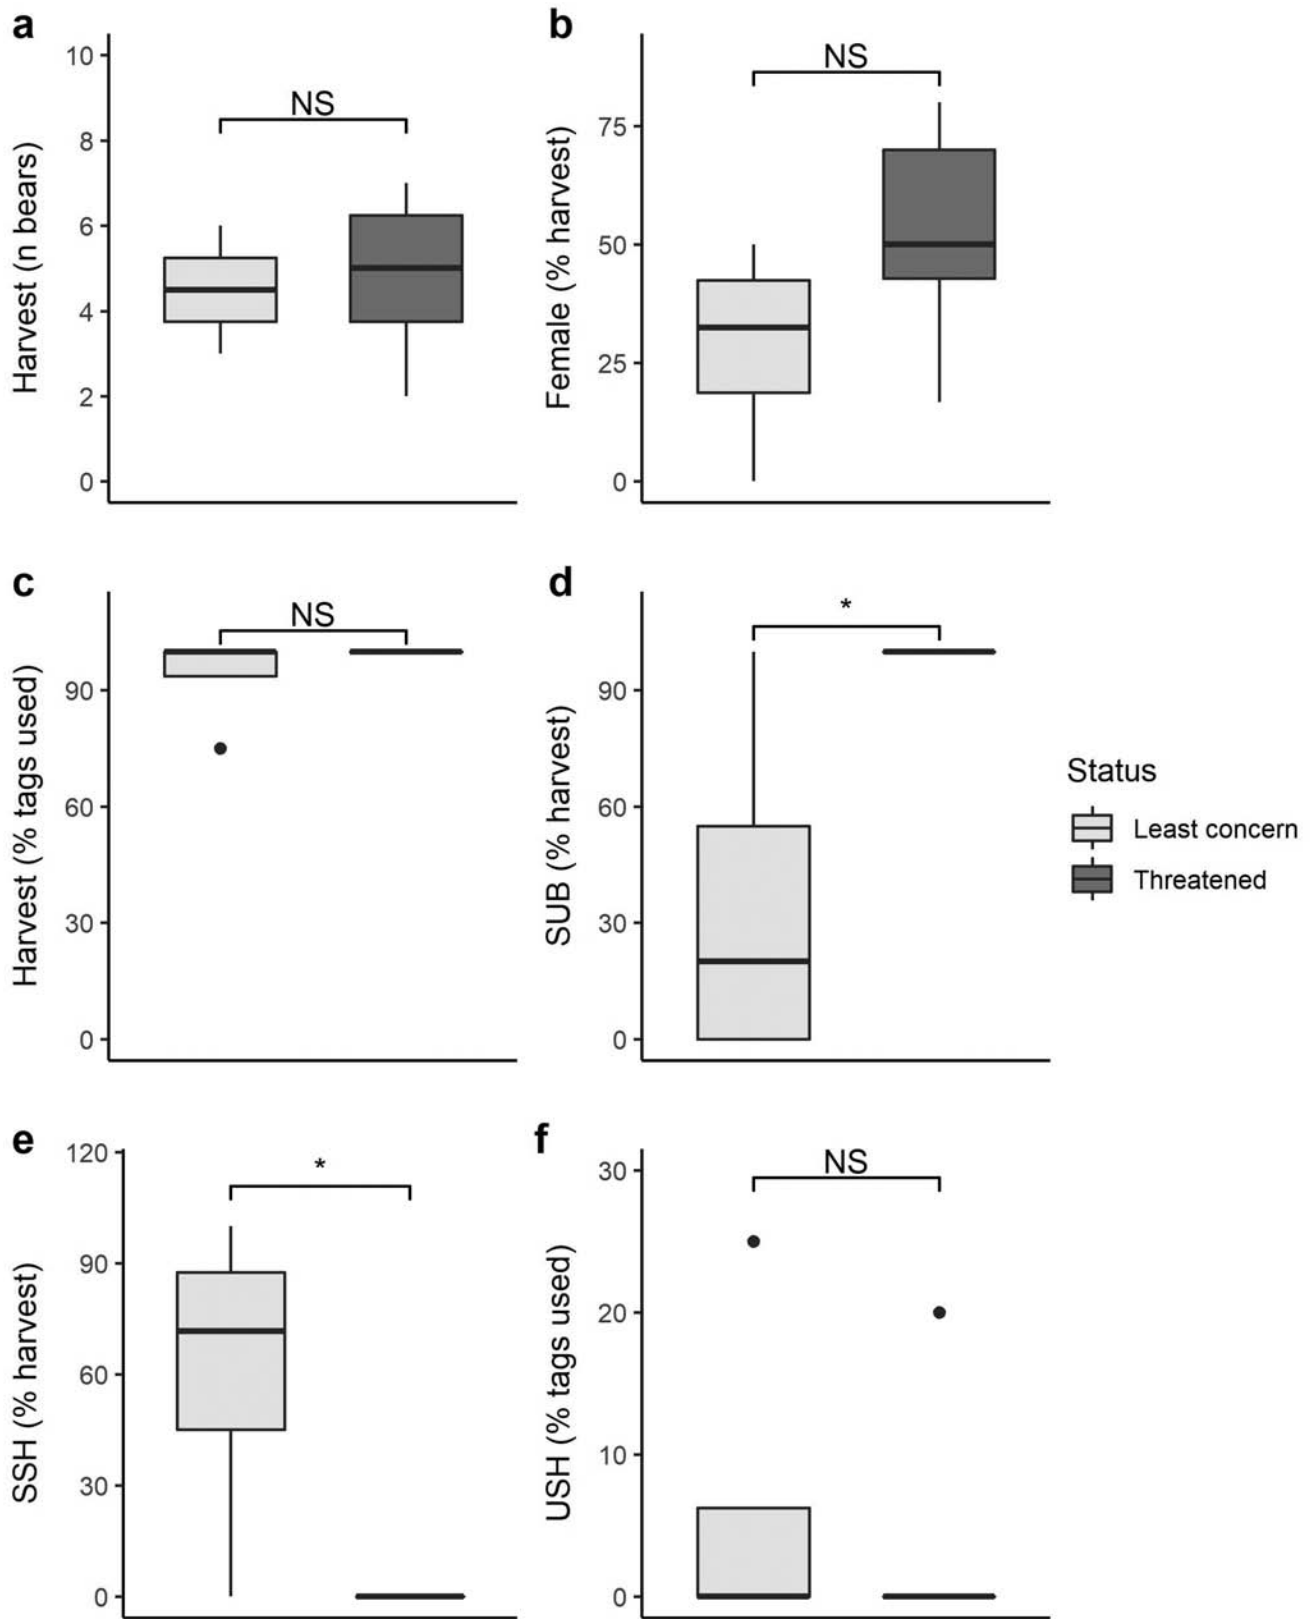 a
Harvest (n bears)
10
8
6
4
2
0
NS
b
Female (% harvest)
75
50
25
0
NS
c
Harvest (% tags used)
90
60
30
0
NS
d
SUB (% harvest)
90
60
30
0
*
Status
Least concern
Threatened
e
SSH (% harvest)
120
90
60
30
0
*
f
USH (% tags used)
30
20
10
0
NS